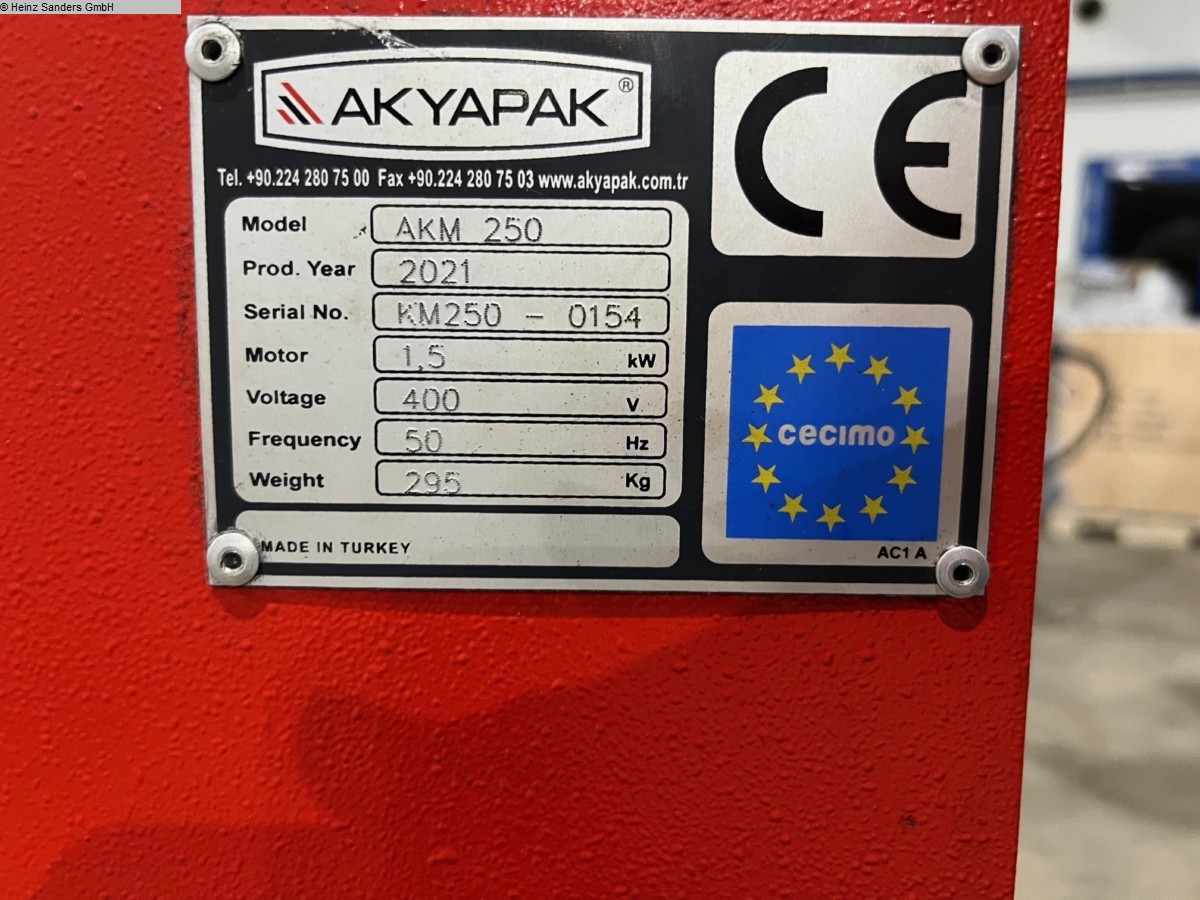 © Heinz Sanders GmbH
AKYAPAK ®
Tel. +90.224 280 75 00 Fax +90.224 280 75 03 www.akyapak.com.tr
Model AKM 250
Prod. Year 2021
Serial No. KM250 - 0154
Motor 1,5 kW
Voltage 400 V
Frequency 50 Hz
Weight 295 Kg
MADE IN TURKEY
CE
cecimo
AC1 A